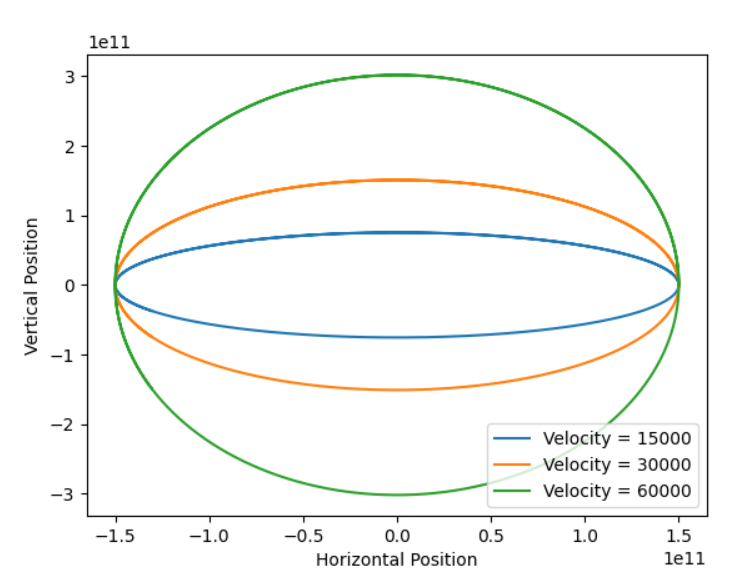 1e11
3
2
1
0
−1
−2
−3
Vertical Position
Velocity = 15000
Velocity = 30000
Velocity = 60000
−1.5 −1.0 −0.5 0.0 0.5 1.0 1.5
Horizontal Position
1e11